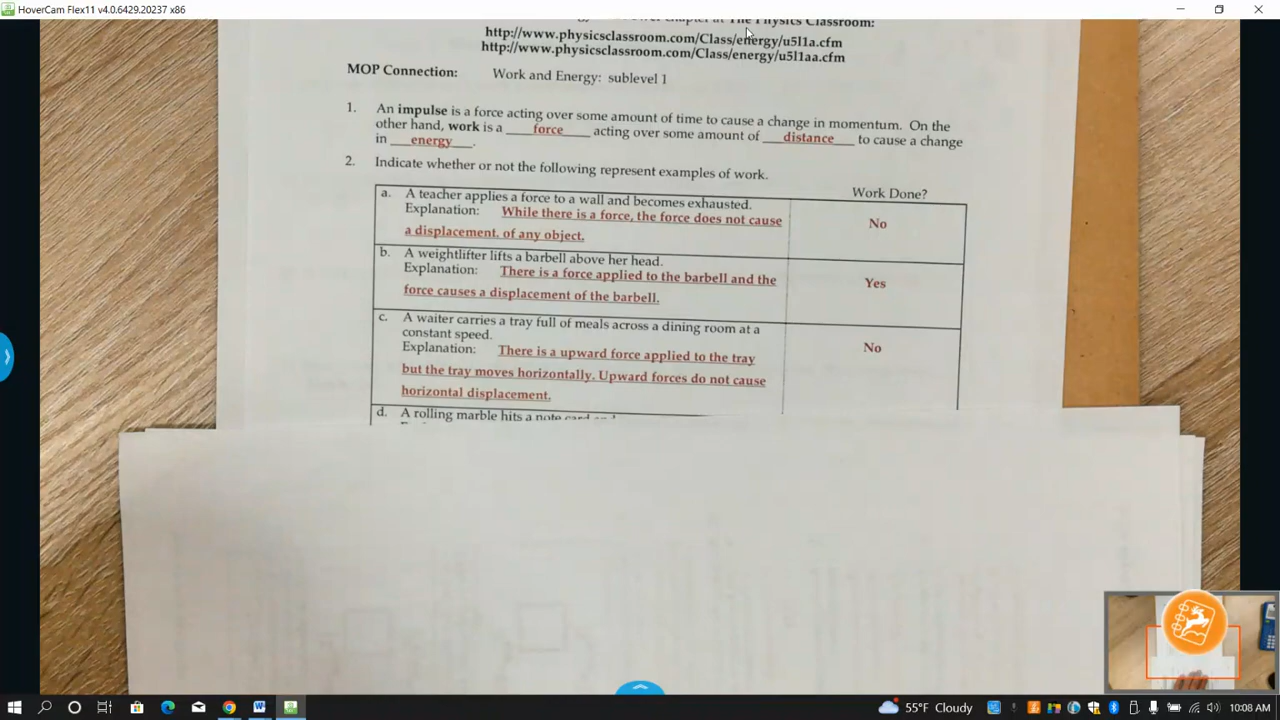 HoverCam Flex11 v4.0.6429.20237 x86
The Physics Classroom:
http://www.physicsclassroom.com/Class/energy/u5l1a.cfm
http://www.physicsclassroom.com/Class/energy/u5l1aa.cfm
MOP Connection: Work and Energy: sublevel 1
1. An impulse is a force acting over some amount of time to cause a change in momentum. On the
other hand, work is a ____force____ acting over some amount of ___distance___ to cause a change
in ___energy___.
2. Indicate whether or not the following represent examples of work.
Work Done?
a. A teacher applies a force to a wall and becomes exhausted.
Explanation: While there is a force, the force does not cause
a displacement. of any object.
No
b. A weightlifter lifts a barbell above her head.
Explanation: There is a force applied to the barbell and the
force causes a displacement of the barbell.
Yes
c. A waiter carries a tray full of meals across a dining room at a
constant speed.
Explanation: There is a upward force applied to the tray
but the tray moves horizontally. Upward forces do not cause
horizontal displacement.
No
d. A rolling marble hits a note card and
55°F Cloudy
10:08 AM